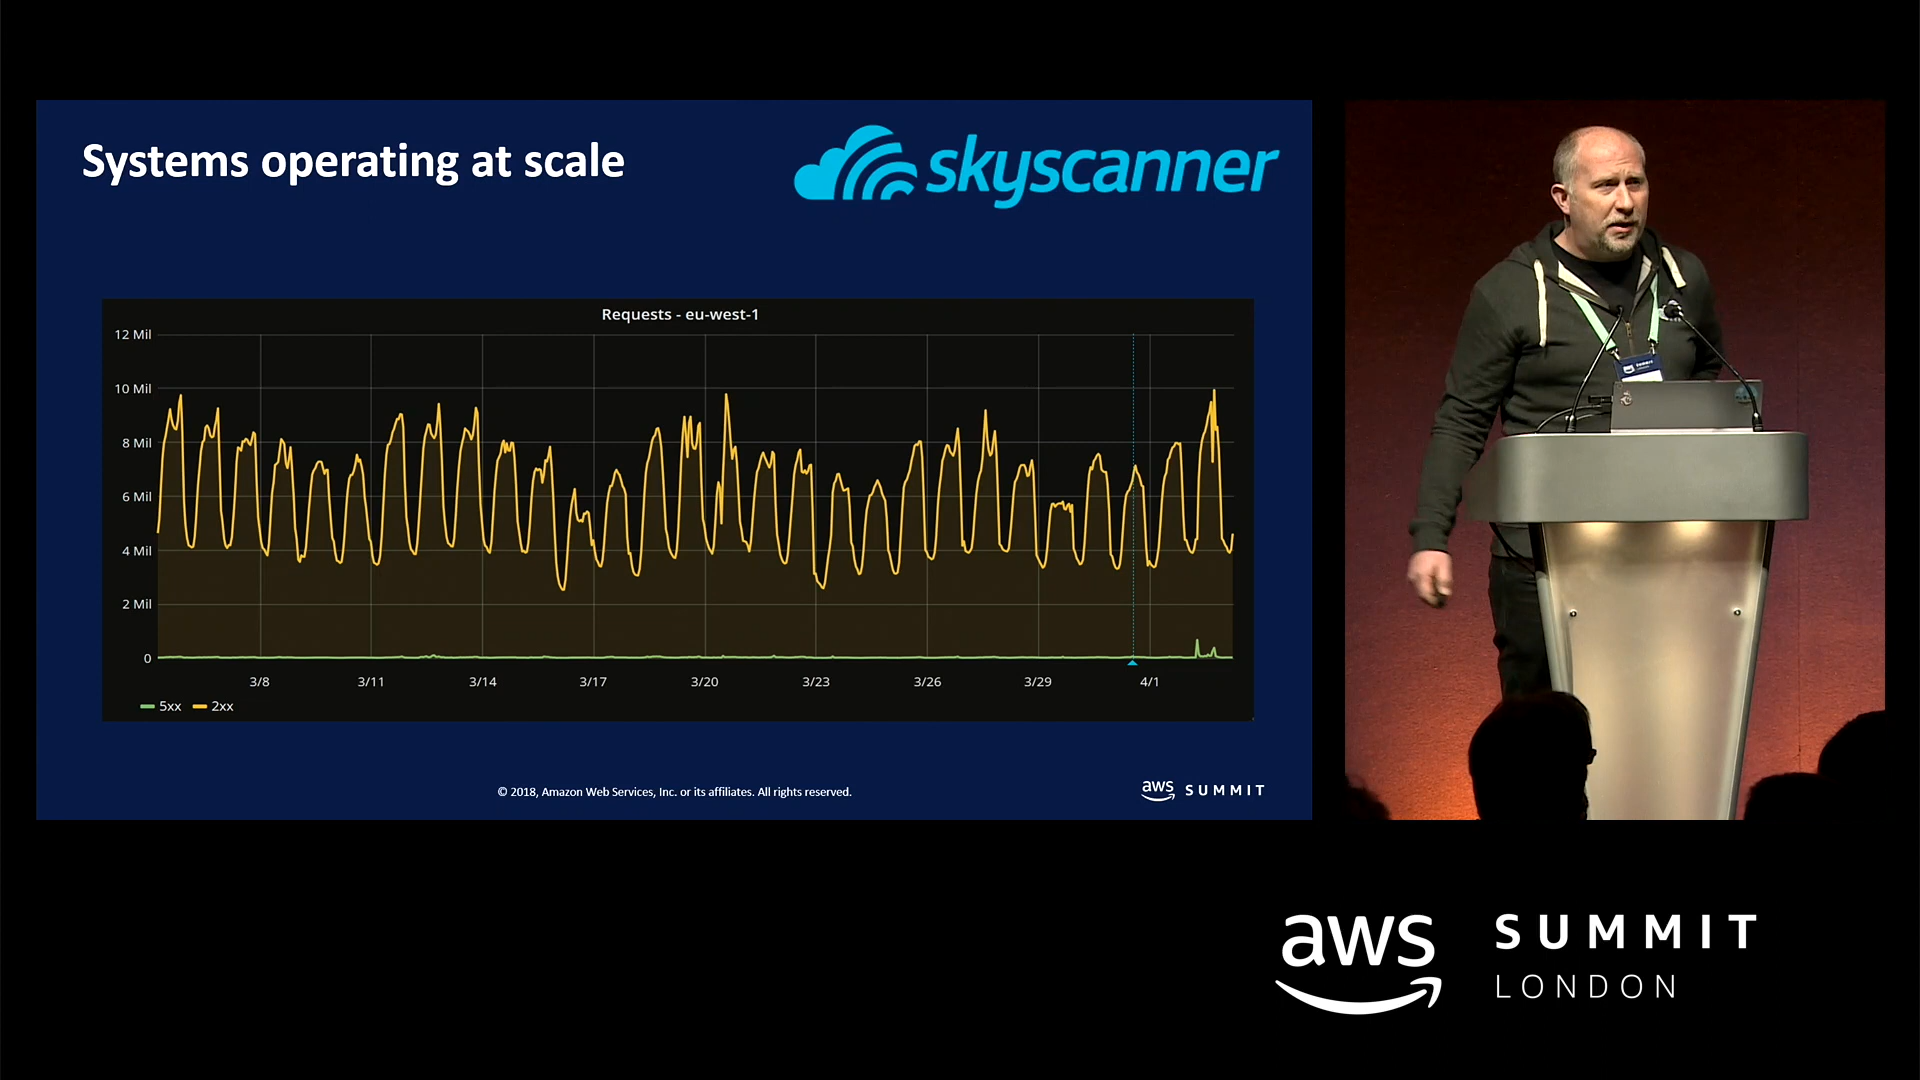 Systems operating at scale
skyscanner
Requests - eu-west-1
12 Mil
10 Mil
8 Mil
6 Mil
4 Mil
2 Mil
0
3/8 3/11 3/14 3/17 3/20 3/23 3/26 3/29 4/1
5xx 2xx
© 2018, Amazon Web Services, Inc. or its affiliates. All rights reserved.
aws SUMMIT
aws SUMMIT
LONDON